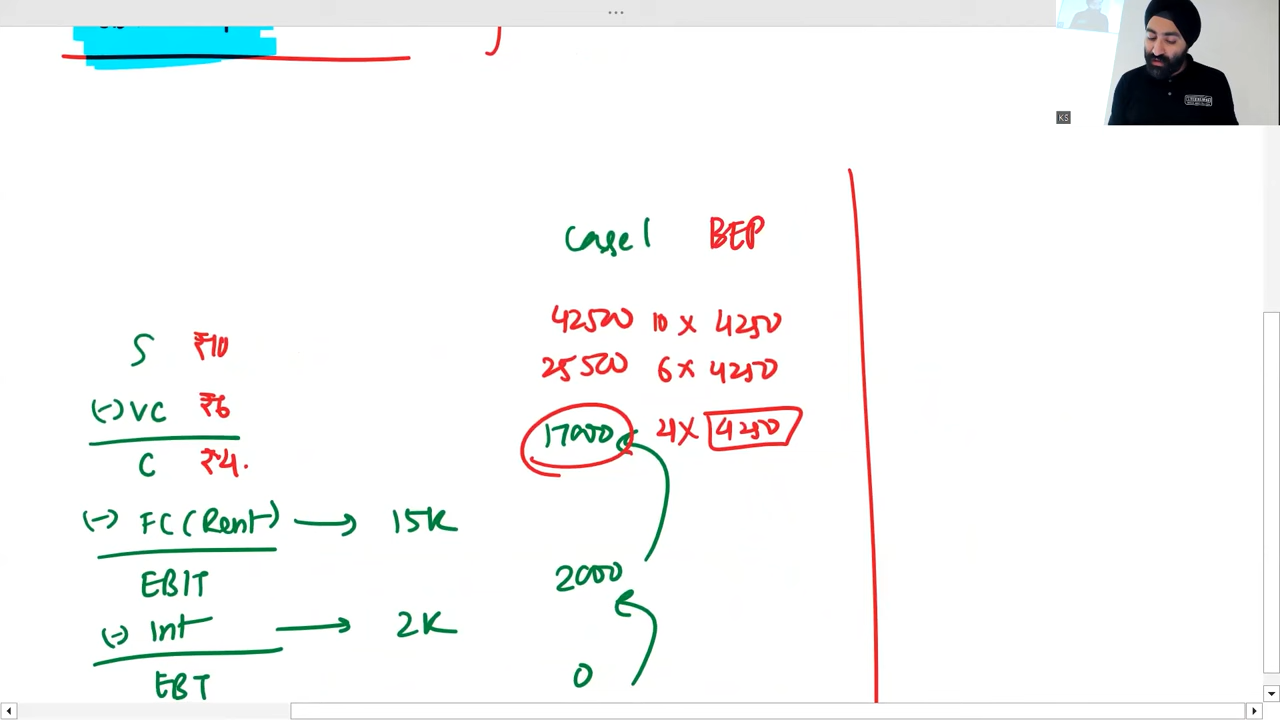 Case 1 BEP
42500 10 x 4250
S ₹10
25500 6 x 4250
(-) VC ₹6
17000 4 x 4250
C ₹4.
(-) FC (Rent) → 15K
EBIT 2000
(-) Int → 2K
EBT 0
KS